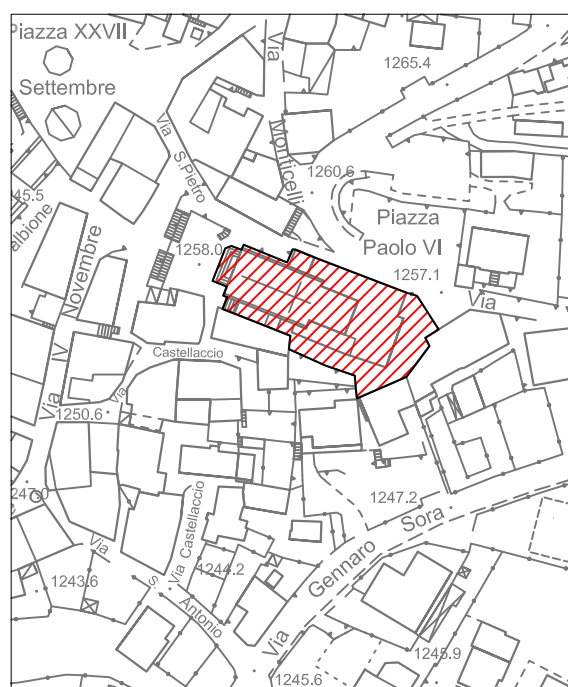 Piazza XXVII
Settembre
Via
Monticelli
1265.4
Via
S.Pietro
1260.6
Piazza
Paolo VI
1258.0
1257.1
Via
45.5
albione
Via IV Novembre
Castellaccio
Via
1250.6
247.0
1247.2
Via Gennaro Sora
Via Castellaccio
1244.2
Via S. Antonio
1243.6
1245.9
1245.6